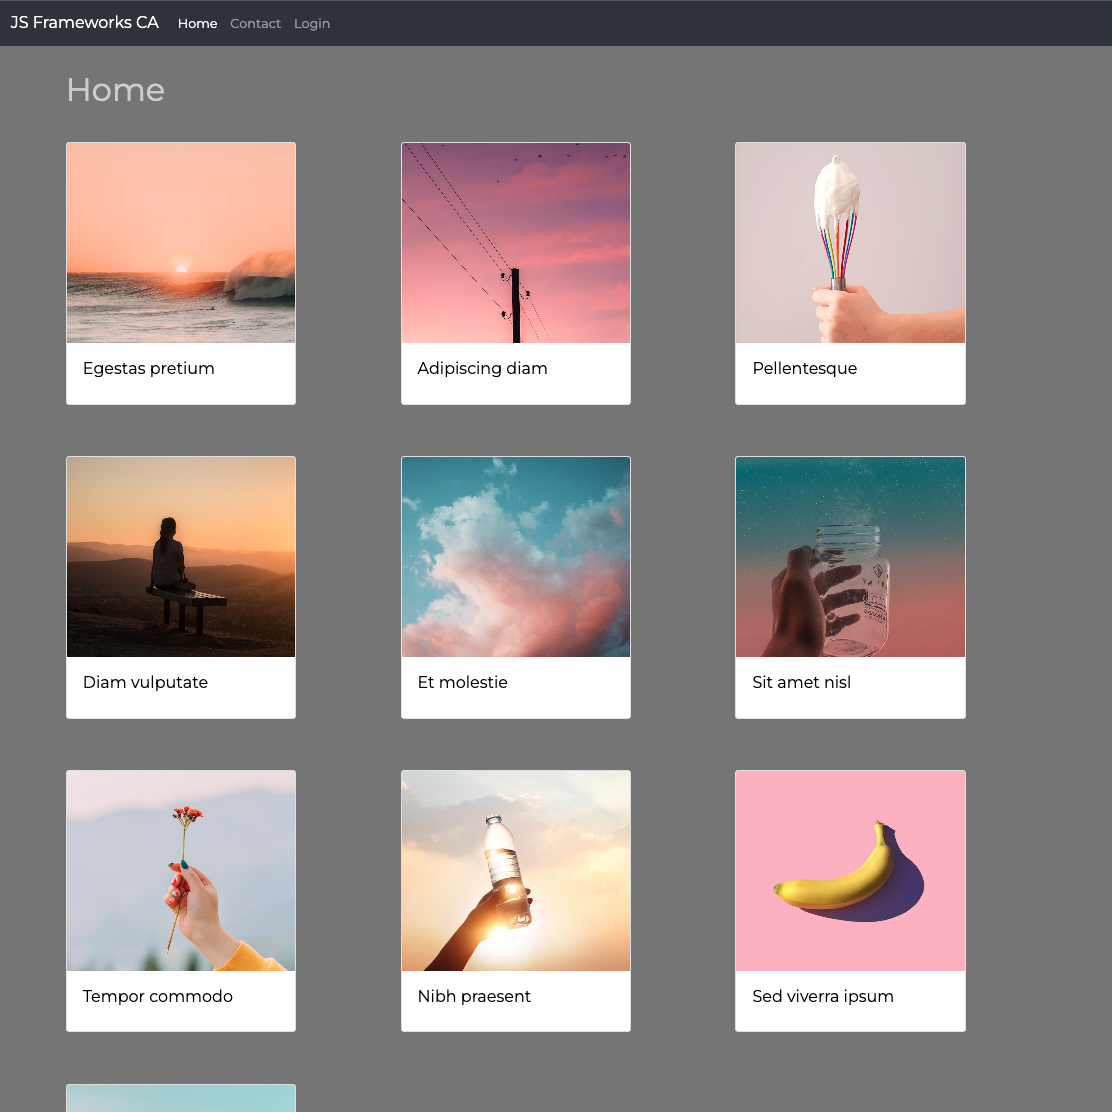 JS Frameworks CA Home Contact Login
Home
Egestas pretium
Adipiscing diam
Pellentesque
Diam vulputate
Et molestie
Sit amet nisl
Tempor commodo
Nibh praesent
Sed viverra ipsum